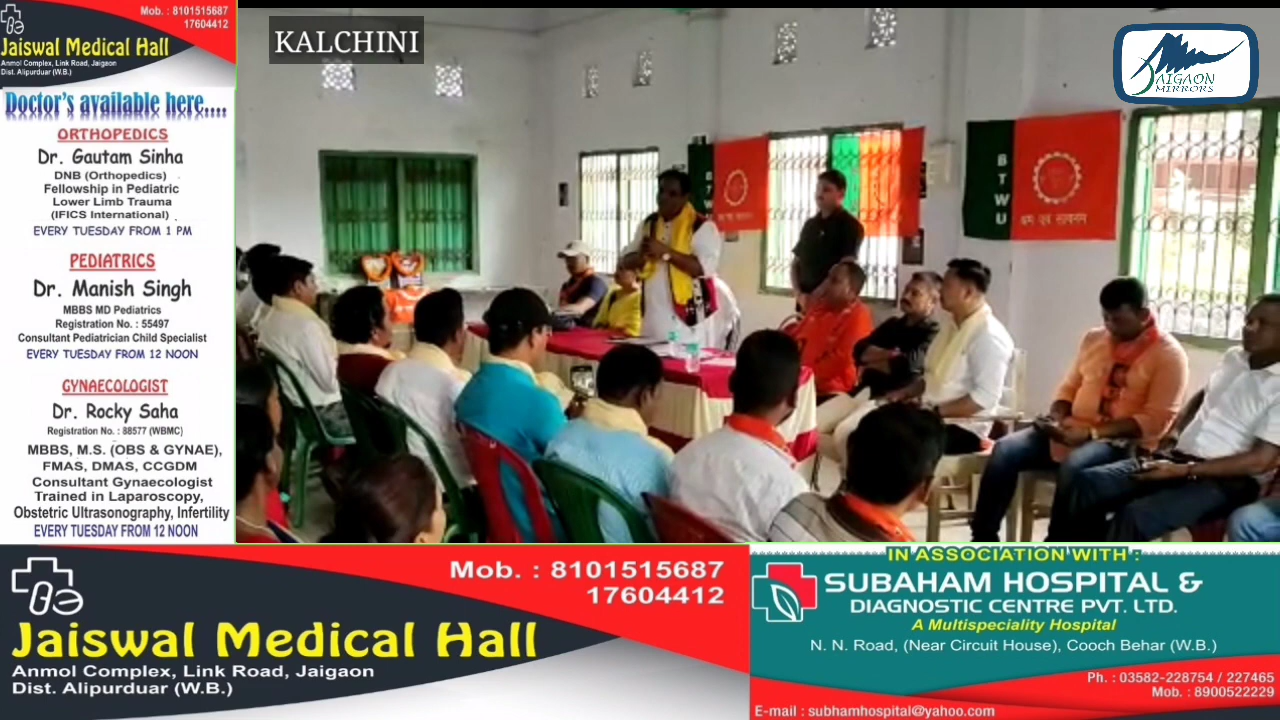 Mob. : 8101515687
17604412
Jaiswal Medical Hall
Anmol Complex, Link Road, Jaigaon
Dist. Alipurduar (W.B.)
Doctor's available here....
ORTHOPEDICS
Dr. Gautam Sinha
DNB (Orthopedics)
Fellowship in Pediatric
Lower Limb Trauma
(IFICS International)
EVERY TUESDAY FROM 1 PM
PEDIATRICS
Dr. Manish Singh
MBBS MD Pediatrics
Registration No. : 55497
Consultant Pediatrician Child Specialist
EVERY TUESDAY FROM 12 NOON
GYNAECOLOGIST
Dr. Rocky Saha
Registration No. : 88577 (WBMC)
MBBS, M.S. (OBS & GYNAE),
FMAS, DMAS, CCGDM
Consultant Gynaecologist
Trained in Laparoscopy,
Obstetric Ultrasonography, Infertility
EVERY TUESDAY FROM 12 NOON
KALCHINI
JAIGAON
MIRRORS
BTWU
BTWU
Mob. : 8101515687
17604412
Jaiswal Medical Hall
Anmol Complex, Link Road, Jaigaon
Dist. Alipurduar (W.B.)
IN ASSOCIATION WITH :
SUBAHAM HOSPITAL &
DIAGNOSTIC CENTRE PVT. LTD.
A Multispeciality Hospital
N. N. Road, (Near Circuit House), Cooch Behar (W.B.)
Ph. : 03582-228754 / 227465
Mob. : 8900522229
E-mail : subhamhospital@yahoo.com